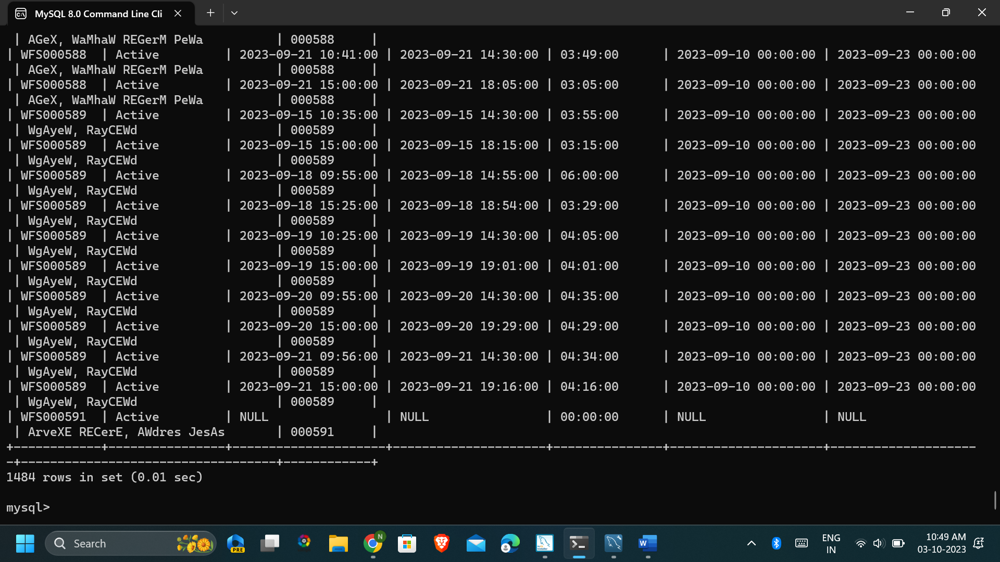 MySQL 8.0 Command Line Cli
| AGeX, WaMhaW REGerM PeWa | 000588 |
| WFS000588 | Active | 2023-09-21 10:41:00 | 2023-09-21 14:30:00 | 03:49:00 | 2023-09-10 00:00:00 | 2023-09-23 00:00:00
| AGeX, WaMhaW REGerM PeWa | 000588 |
| WFS000588 | Active | 2023-09-21 15:00:00 | 2023-09-21 18:05:00 | 03:05:00 | 2023-09-10 00:00:00 | 2023-09-23 00:00:00
| AGeX, WaMhaW REGerM PeWa | 000588 |
| WFS000589 | Active | 2023-09-15 10:35:00 | 2023-09-15 14:30:00 | 03:55:00 | 2023-09-10 00:00:00 | 2023-09-23 00:00:00
| WgAyeW, RayCEWd | 000589 |
| WFS000589 | Active | 2023-09-15 15:00:00 | 2023-09-15 18:15:00 | 03:15:00 | 2023-09-10 00:00:00 | 2023-09-23 00:00:00
| WgAyeW, RayCEWd | 000589 |
| WFS000589 | Active | 2023-09-18 09:55:00 | 2023-09-18 14:55:00 | 06:00:00 | 2023-09-10 00:00:00 | 2023-09-23 00:00:00
| WgAyeW, RayCEWd | 000589 |
| WFS000589 | Active | 2023-09-18 15:25:00 | 2023-09-18 18:54:00 | 03:29:00 | 2023-09-10 00:00:00 | 2023-09-23 00:00:00
| WgAyeW, RayCEWd | 000589 |
| WFS000589 | Active | 2023-09-19 10:25:00 | 2023-09-19 14:30:00 | 04:05:00 | 2023-09-10 00:00:00 | 2023-09-23 00:00:00
| WgAyeW, RayCEWd | 000589 |
| WFS000589 | Active | 2023-09-19 15:00:00 | 2023-09-19 19:01:00 | 04:01:00 | 2023-09-10 00:00:00 | 2023-09-23 00:00:00
| WgAyeW, RayCEWd | 000589 |
| WFS000589 | Active | 2023-09-20 09:55:00 | 2023-09-20 14:30:00 | 04:35:00 | 2023-09-10 00:00:00 | 2023-09-23 00:00:00
| WgAyeW, RayCEWd | 000589 |
| WFS000589 | Active | 2023-09-20 15:00:00 | 2023-09-20 19:29:00 | 04:29:00 | 2023-09-10 00:00:00 | 2023-09-23 00:00:00
| WgAyeW, RayCEWd | 000589 |
| WFS000589 | Active | 2023-09-21 09:56:00 | 2023-09-21 14:30:00 | 04:34:00 | 2023-09-10 00:00:00 | 2023-09-23 00:00:00
| WgAyeW, RayCEWd | 000589 |
| WFS000589 | Active | 2023-09-21 15:00:00 | 2023-09-21 19:16:00 | 04:16:00 | 2023-09-10 00:00:00 | 2023-09-23 00:00:00
| WgAyeW, RayCEWd | 000589 |
| WFS000591 | Active | NULL | NULL | 00:00:00 | NULL | NULL
| ArveXE RECerE, AWdres JesAs | 000591 |
+------------+----------------+---------------------+---------------------+---------------+---------------------+--------------------
-+-----------------------------------+------------+
1484 rows in set (0.01 sec)
mysql>
Search
PRE
N
W
ENG
IN
10:49 AM
03-10-2023